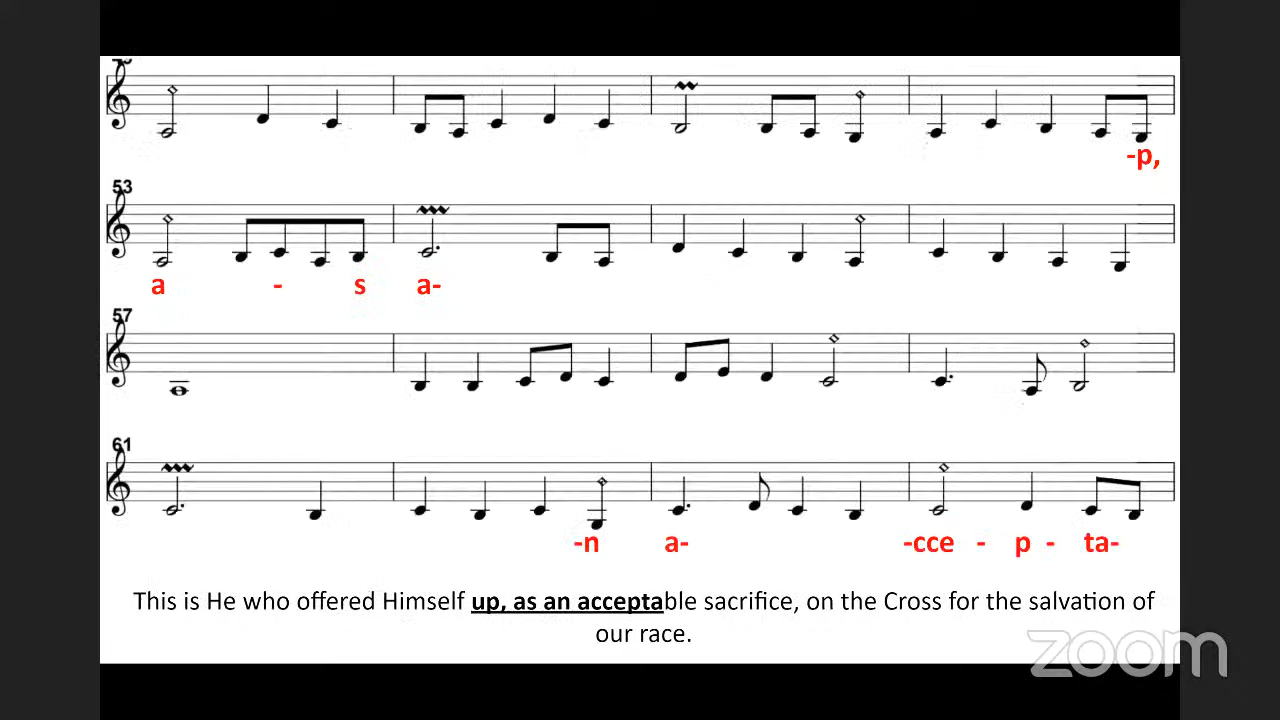 -p,
53
a - s a-
57
61
-n a- -cce - p - ta-
This is He who offered Himself up, as an acceptable sacrifice, on the Cross for the salvation of
our race.
zoom